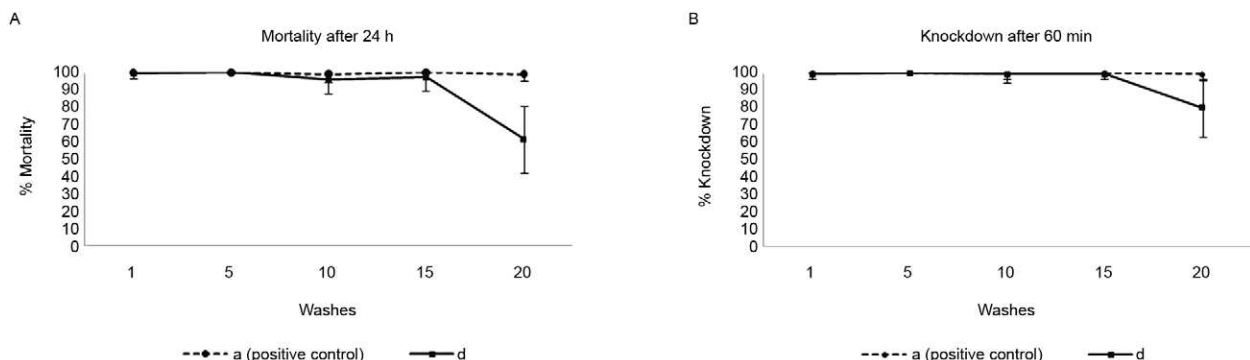 A
Mortality after 24 h
% Mortality
100
90
80
70
60
50
40
30
20
10
0
1 5 10 15 20
Washes
a (positive control) d
B
Knockdown after 60 min
% Knockdown
100
90
80
70
60
50
40
30
20
10
0
1 5 10 15 20
Washes
a (positive control) d